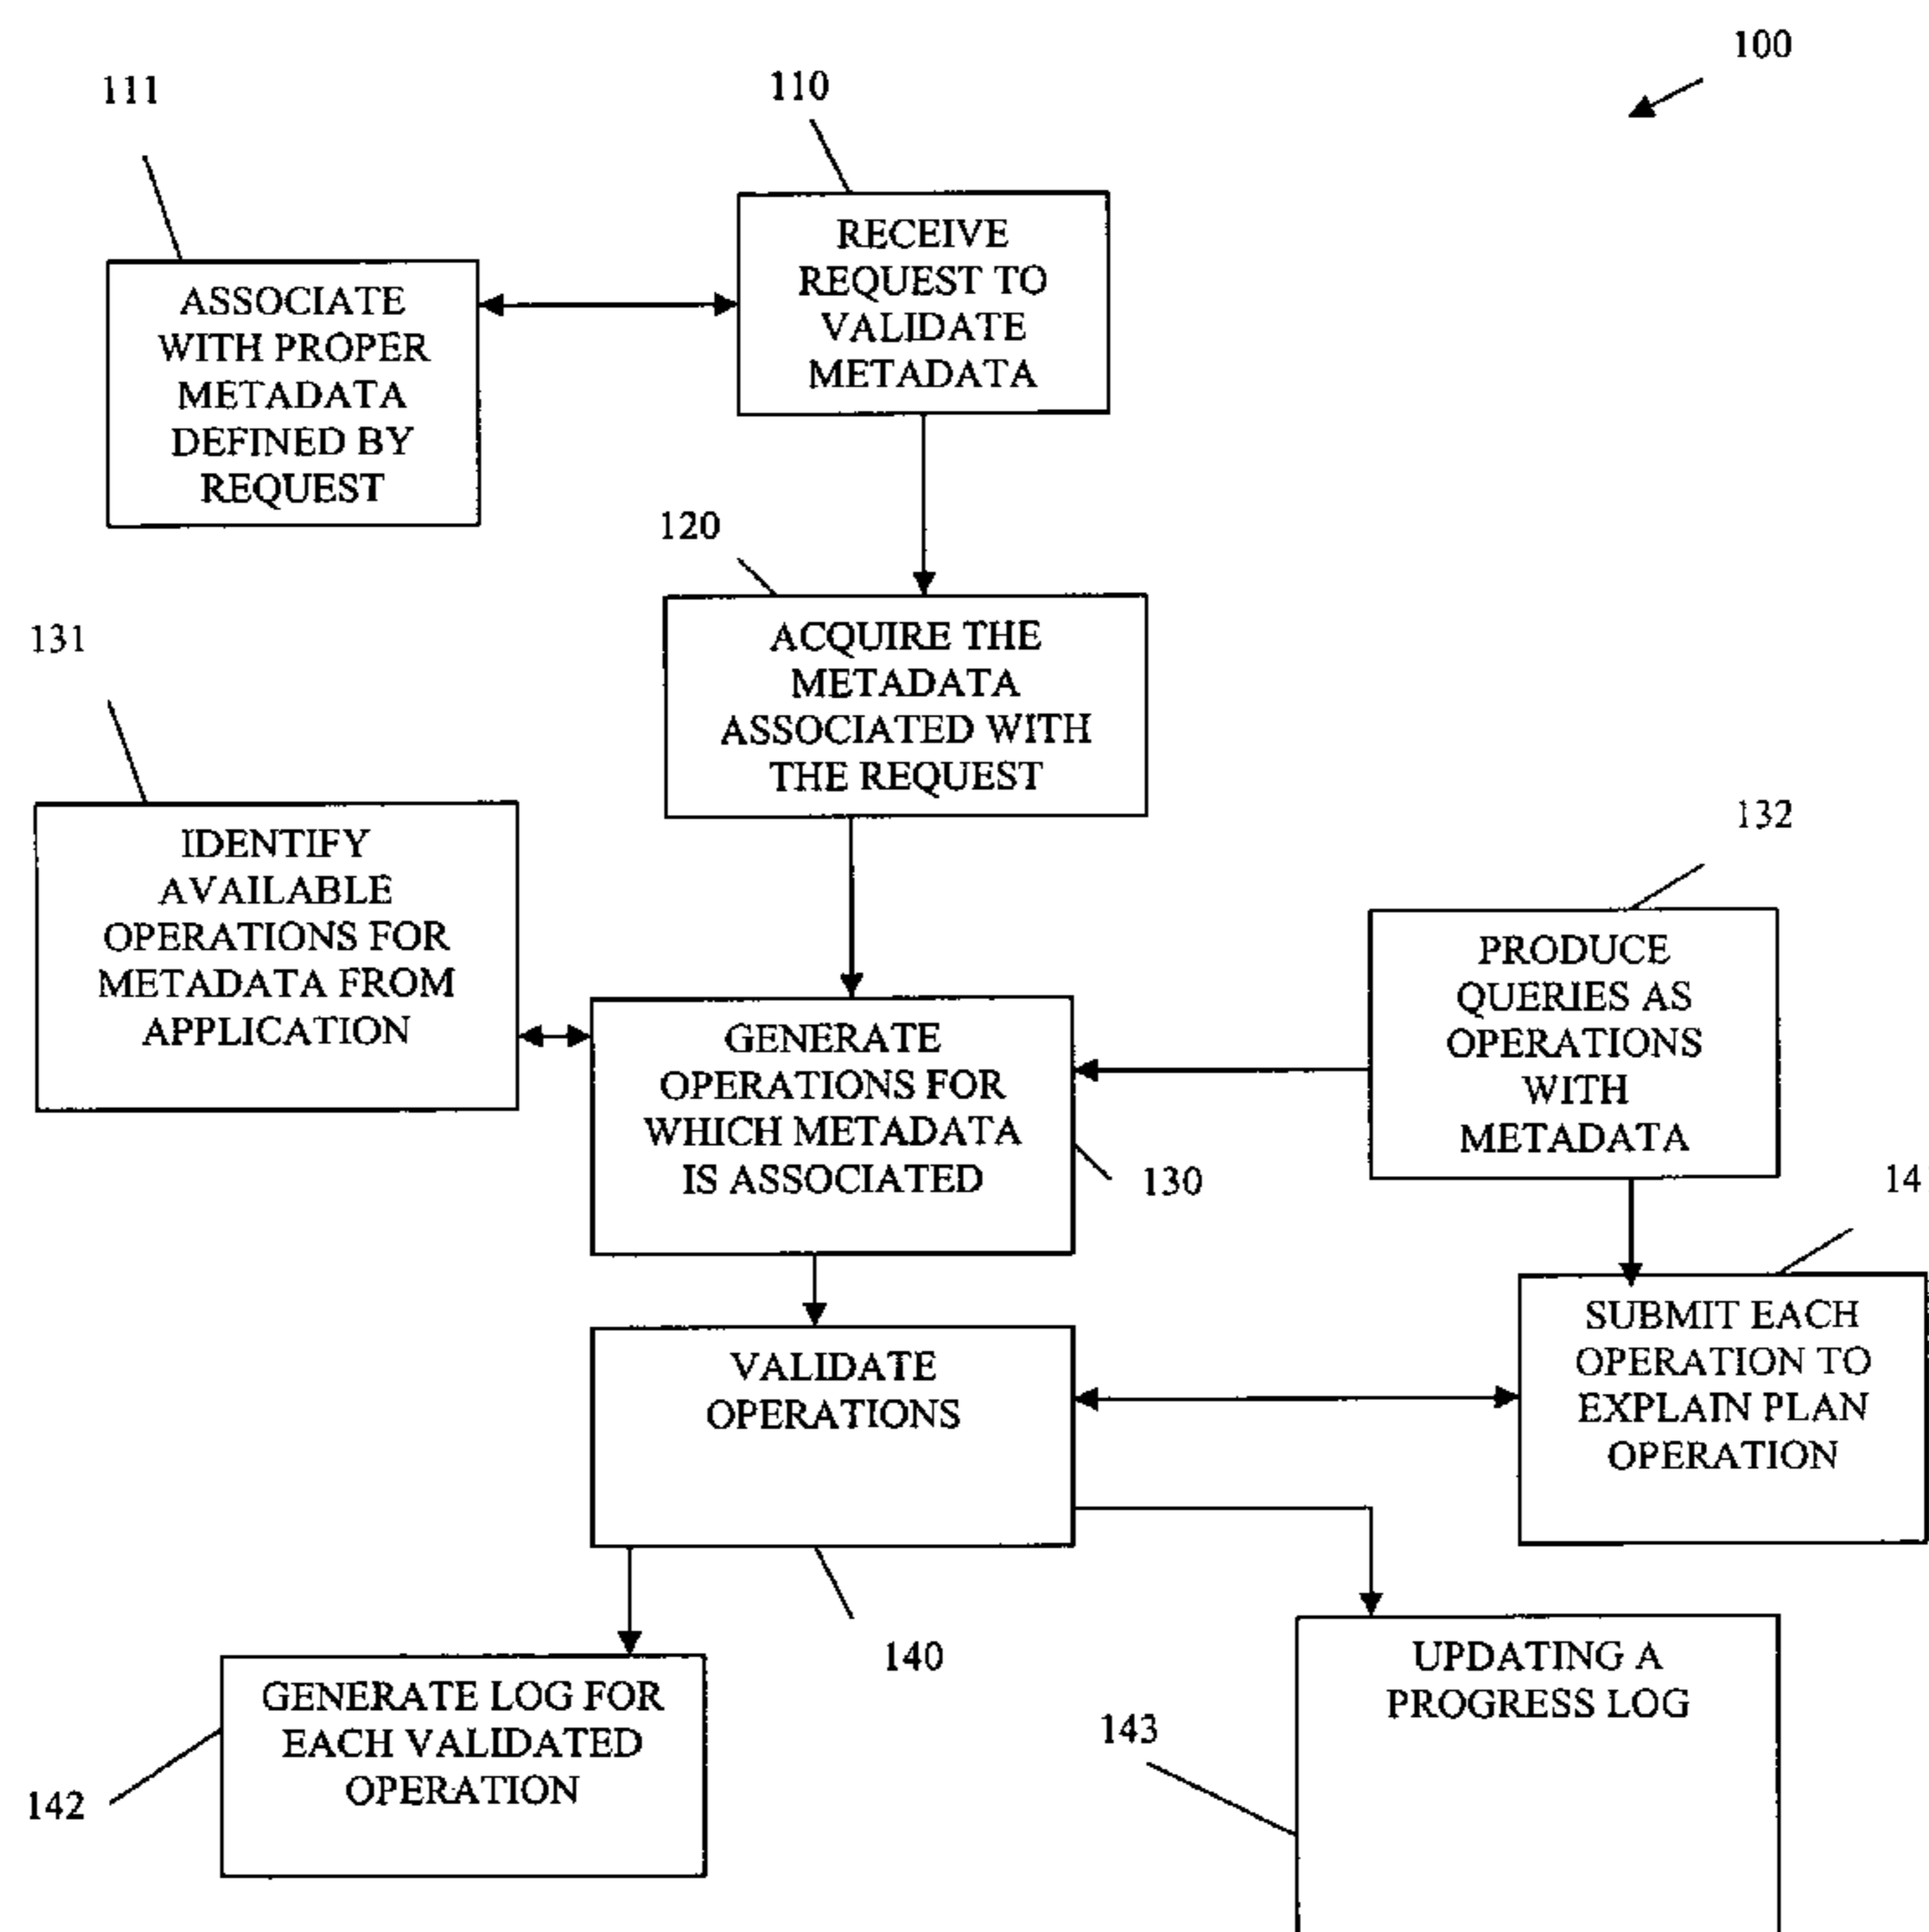 100
111
110
RECEIVE
REQUEST TO
VALIDATE
METADATA
ASSOCIATE
WITH PROPER
METADATA
DEFINED BY
REQUEST
120
ACQUIRE THE
METADATA
ASSOCIATED WITH
THE REQUEST
131
IDENTIFY
AVAILABLE
OPERATIONS FOR
METADATA FROM
APPLICATION
132
PRODUCE
QUERIES AS
OPERATIONS
WITH
METADATA
GENERATE
OPERATIONS FOR
WHICH METADATA
IS ASSOCIATED
130
14
SUBMIT EACH
OPERATION TO
EXPLAIN PLAN
OPERATION
VALIDATE
OPERATIONS
140
GENERATE LOG FOR
EACH VALIDATED
OPERATION
142
UPDATING A
PROGRESS LOG
143